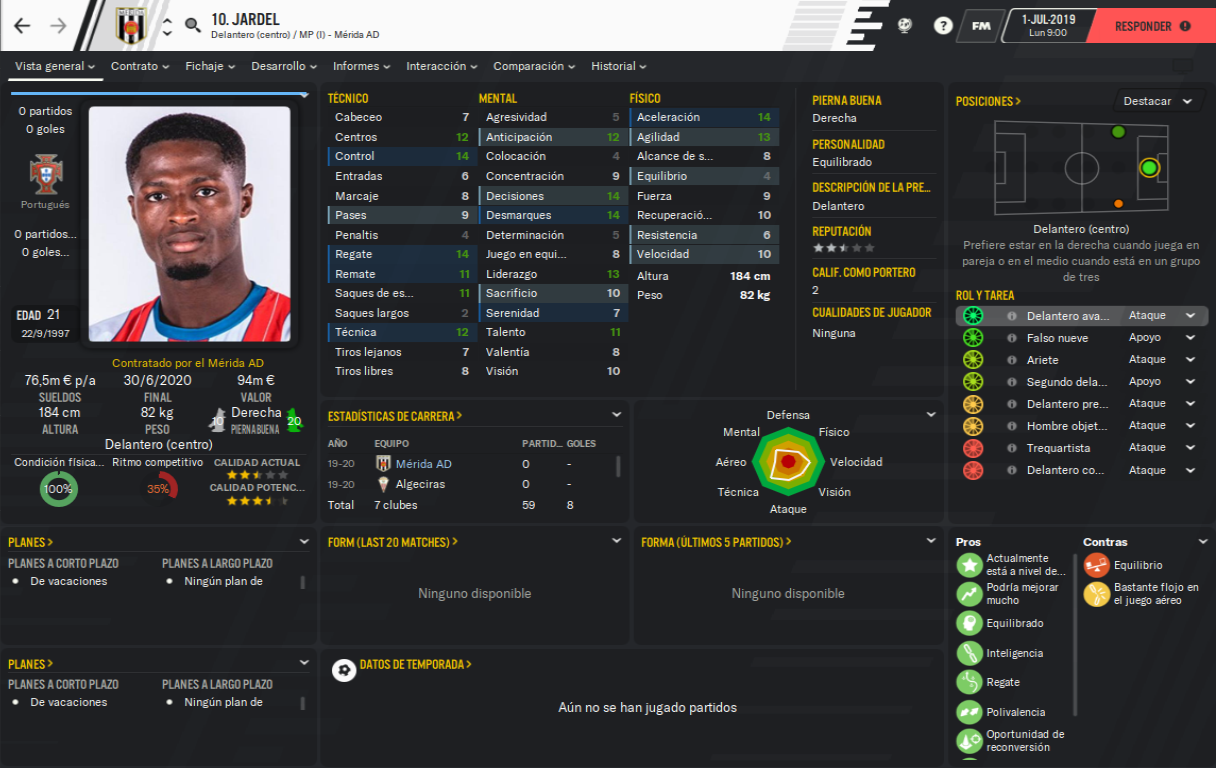 10. JARDEL
Delantero (centro) / MP (I) - Mérida AD
?
FM
1-JUL-2019
Lun 9:00
RESPONDER
Vista general
Contrato
Fichaje
Desarrollo
Informes
Interacción
Comparación
Historial
0 partidos
0 goles
Portugués
0 partidos...
0 goles...
EDAD 21
22/9/1997
Contratado por el Mérida AD
76,5m € p/a
SUELDOS
30/6/2020
FINAL
94m €
VALOR
184 cm
ALTURA
82 kg
PESO
10
Derecha
PIERNA BUENA
20
Delantero (centro)
Condición física...
100%
Ritmo competitivo
35%
CALIDAD ACTUAL
CALIDAD POTENC...
TÉCNICO
Cabeceo 7
Centros 12
Control 14
Entradas 6
Marcaje 8
Pases 9
Penaltis 4
Regate 14
Remate 11
Saques de es... 11
Saques largos 2
Técnica 12
Tiros lejanos 7
Tiros libres 8
MENTAL
Agresividad 5
Anticipación 12
Colocación 4
Concentración 9
Decisiones 14
Desmarques 14
Determinación 5
Juego en equi... 8
Liderazgo 13
Sacrificio 10
Serenidad 7
Talento 11
Valentía 8
Visión 10
FÍSICO
Aceleración 14
Agilidad 13
Alcance de s... 8
Equilibrio 4
Fuerza 9
Recuperació... 10
Resistencia 6
Velocidad 10
Altura 184 cm
Peso 82 kg
PIERNA BUENA
Derecha
PERSONALIDAD
Equilibrado
DESCRIPCIÓN DE LA PRE...
Delantero
REPUTACIÓN
CALIF. COMO PORTERO
2
CUALIDADES DE JUGADOR
Ninguna
POSICIONES >
Destacar
Delantero (centro)
Prefiere estar en la derecha cuando juega en
pareja o en el medio cuando está en un grupo
de tres
ROL Y TAREA
Delantero ava... Ataque
Falso nueve Apoyo
Ariete Ataque
Segundo dela... Apoyo
Delantero pre... Ataque
Hombre objet... Ataque
Trequartista Ataque
Delantero co... Ataque
ESTADÍSTICAS DE CARRERA >
AÑO EQUIPO PARTID... GOLES
19-20 Mérida AD 0 -
19-20 Algeciras 0 -
Total 7 clubes 59 8
Defensa
Mental
Físico
Aéreo
Velocidad
Técnica
Visión
Ataque
PLANES >
PLANES A CORTO PLAZO
PLANES A LARGO PLAZO
• De vacaciones
• Ningún plan de
FORM (LAST 20 MATCHES) >
Ninguno disponible
FORMA (ÚLTIMOS 5 PARTIDOS) >
Ninguno disponible
PLANES >
PLANES A CORTO PLAZO
PLANES A LARGO PLAZO
• De vacaciones
• Ningún plan de
DATOS DE TEMPORADA >
Aún no se han jugado partidos
Pros
Actualmente
está a nivel de...
Podría mejorar
mucho
Equilibrado
Inteligencia
Regate
Polivalencia
Oportunidad de
reconversión
Contras
Equilibrio
Bastante flojo en
el juego aéreo